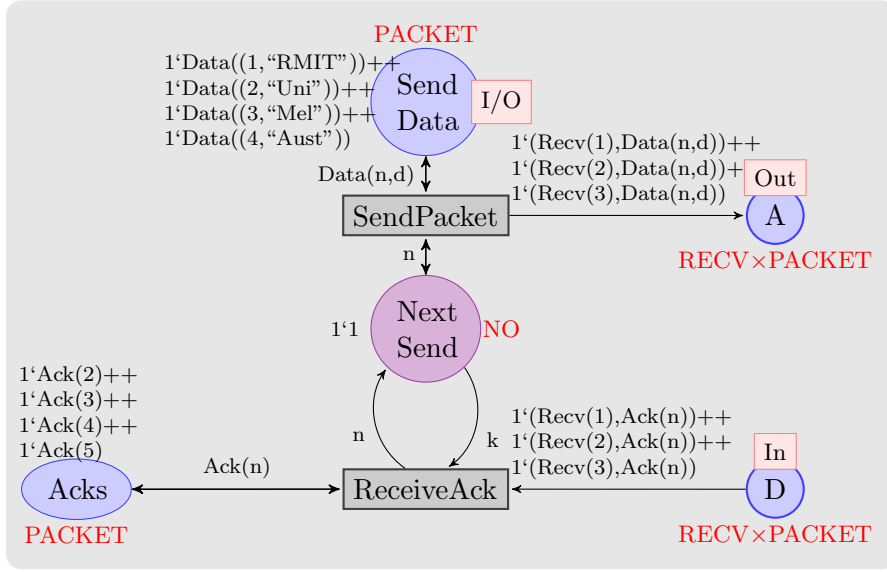 PACKET
1‘Data((1,“RMIT”))++
1‘Data((2,“Uni”))++
1‘Data((3,“Mel”))++
1‘Data((4,“Aust”))
Send
Data
I/O
Data(n,d)
1‘(Recv(1),Data(n,d))++
1‘(Recv(2),Data(n,d))+
1‘(Recv(3),Data(n,d))
Out
SendPacket
A
RECV×PACKET
n
Next
Send
1‘1
NO
1‘Ack(2)++
1‘Ack(3)++
1‘Ack(4)++
1‘Ack(5)
n
k
1‘(Recv(1),Ack(n))++
1‘(Recv(2),Ack(n))++
1‘(Recv(3),Ack(n))
In
Acks
Ack(n)
ReceiveAck
D
PACKET
RECV×PACKET